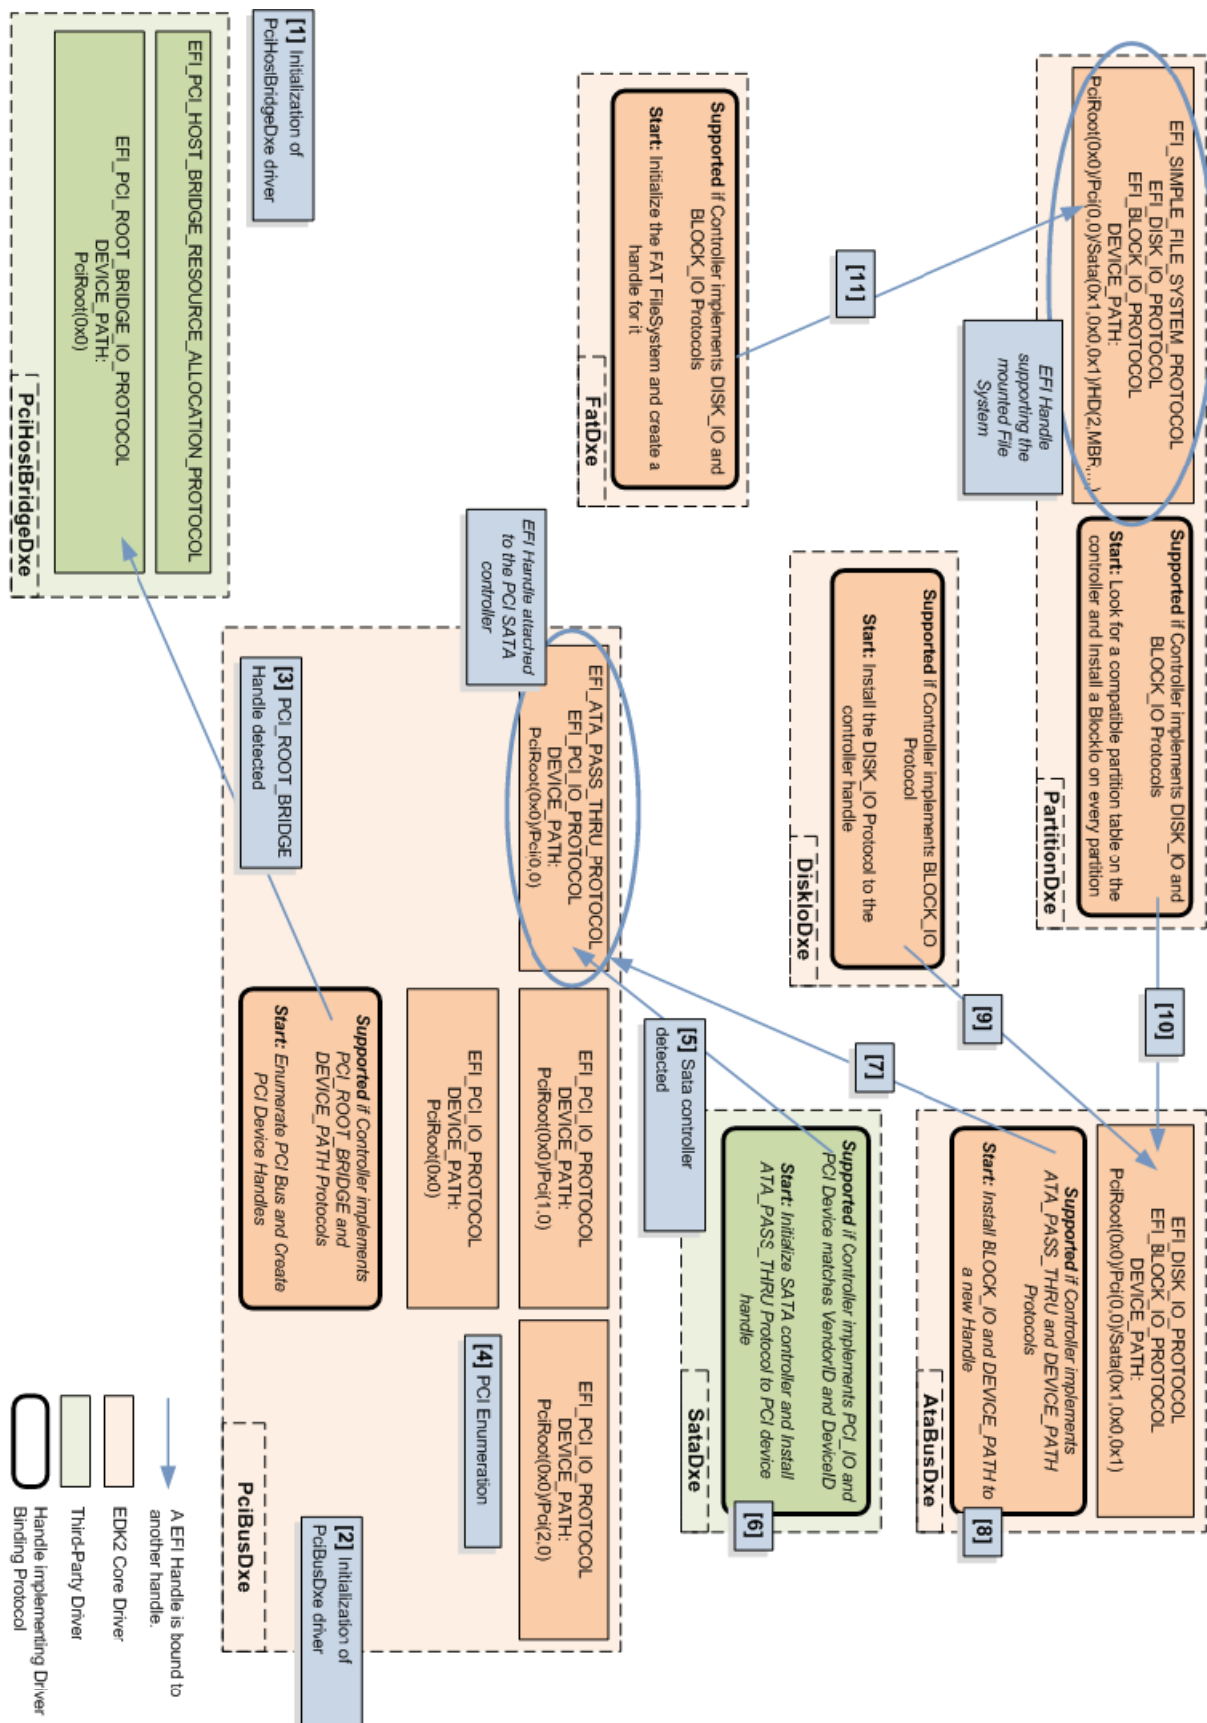 EFI_SIMPLE_FILE_SYSTEM_PROTOCOL
EFI_DISK_IO_PROTOCOL
EFI_BLOCK_IO_PROTOCOL
DEVICE_PATH:
PciRoot(0x0)/Pci(0,0)/Sata(0x1,0x0,0x1)/HD(2,MBR,...)
EFI Handle
supporting the
mounted File
System
Supported if Controller implements DISK_IO and
BLOCK_IO Protocols
Start: Look for a compatible partition table on the
controller and Install a BlockIo on every partition
PartitionDxe
[10]
EFI_DISK_IO_PROTOCOL
EFI_BLOCK_IO_PROTOCOL
DEVICE_PATH:
PciRoot(0x0)/Pci(0,0)/Sata(0x1,0x0,0x1)
Supported if Controller implements
ATA_PASS_THRU and DEVICE_PATH
Protocols
Start: Install BLOCK_IO and DEVICE_PATH to
a new Handle
[8]
AtaBusDxe
[11]
Supported if Controller implements DISK_IO and
BLOCK_IO Protocols
Start: Initialize the FAT FileSystem and create a
handle for it
FatDxe
Supported if Controller implements BLOCK_IO
Protocol
Start: Install the DISK_IO Protocol to the
controller handle
DiskIoDxe
[9]
[7]
Supported if Controller implements PCI_IO and
PCI Device matches VendorID and DeviceID
Start: Initialize SATA controller and Install
ATA_PASS_THRU Protocol to PCI device
handle
[6]
SataDxe
[5] Sata controller
detected
EFI Handle attached
to the PCI SATA
controller
EFI_ATA_PASS_THRU_PROTOCOL
EFI_PCI_IO_PROTOCOL
DEVICE_PATH:
PciRoot(0x0)/Pci(0,0)
EFI_PCI_IO_PROTOCOL
DEVICE_PATH:
PciRoot(0x0)/Pci(1,0)
EFI_PCI_IO_PROTOCOL
DEVICE_PATH:
PciRoot(0x0)/Pci(2,0)
EFI_PCI_IO_PROTOCOL
DEVICE_PATH:
PciRoot(0x0)
[4] PCI Enumeration
Supported if Controller implements
PCI_ROOT_BRIDGE and
DEVICE_PATH Protocols
Start: Enumerate PCI Bus and Create
PCI Device Handles
[3] PCI_ROOT_BRIDGE
Handle detected
PciBusDxe
[2] Initialization of
PciBusDxe driver
[1] Initialization of
PciHostBridgeDxe driver
EFI_PCI_HOST_BRIDGE_RESOURCE_ALLOCATION_PROTOCOL
EFI_PCI_ROOT_BRIDGE_IO_PROTOCOL
DEVICE_PATH:
PciRoot(0x0)
PciHostBridgeDxe
A EFI Handle is bound to
another handle.
EDK2 Core Driver
Third-Party Driver
Handle implementing Driver
Binding Protocol